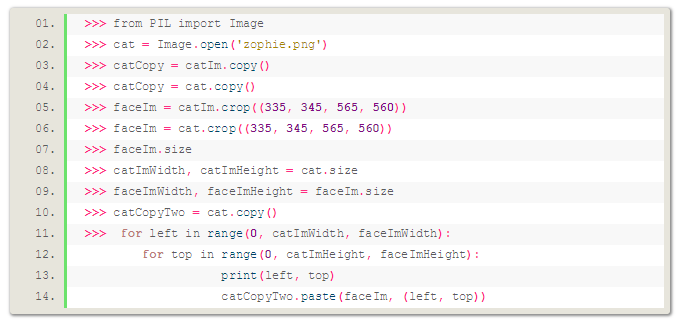 01. >>> from PIL import Image
02. >>> cat = Image.open('zophie.png')
03. >>> catCopy = catIm.copy()
04. >>> catCopy = cat.copy()
05. >>> faceIm = catIm.crop((335, 345, 565, 560))
06. >>> faceIm = cat.crop((335, 345, 565, 560))
07. >>> faceIm.size
08. >>> catImWidth, catImHeight = cat.size
09. >>> faceImWidth, faceImHeight = faceIm.size
10. >>> catCopyTwo = cat.copy()
11. >>>  for left in range(0, catImWidth, faceImWidth):
12.        for top in range(0, catImHeight, faceImHeight):
13.                  print(left, top)
14.                  catCopyTwo.paste(faceIm, (left, top))